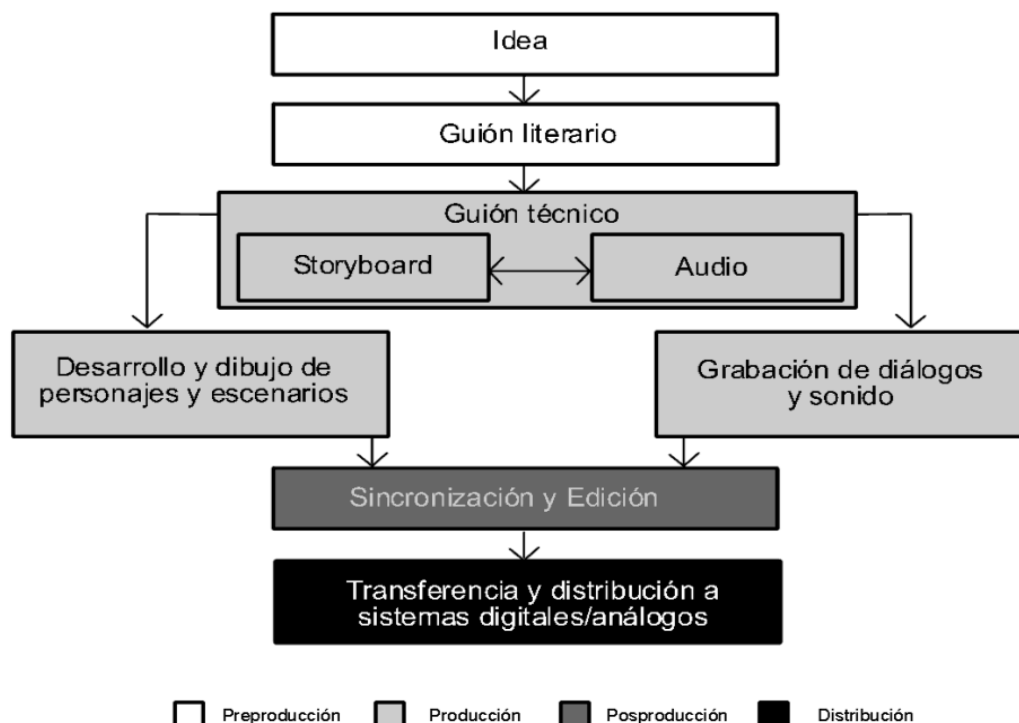 Idea
Guión literario
Guión técnico
Storyboard
Audio
Desarrollo y dibujo de
personajes y escenarios
Grabación de diálogos
y sonido
Sincronización y Edición
Transferencia y distribución a
sistemas digitales/análogos
Preproducción
Producción
Posproducción
Distribución